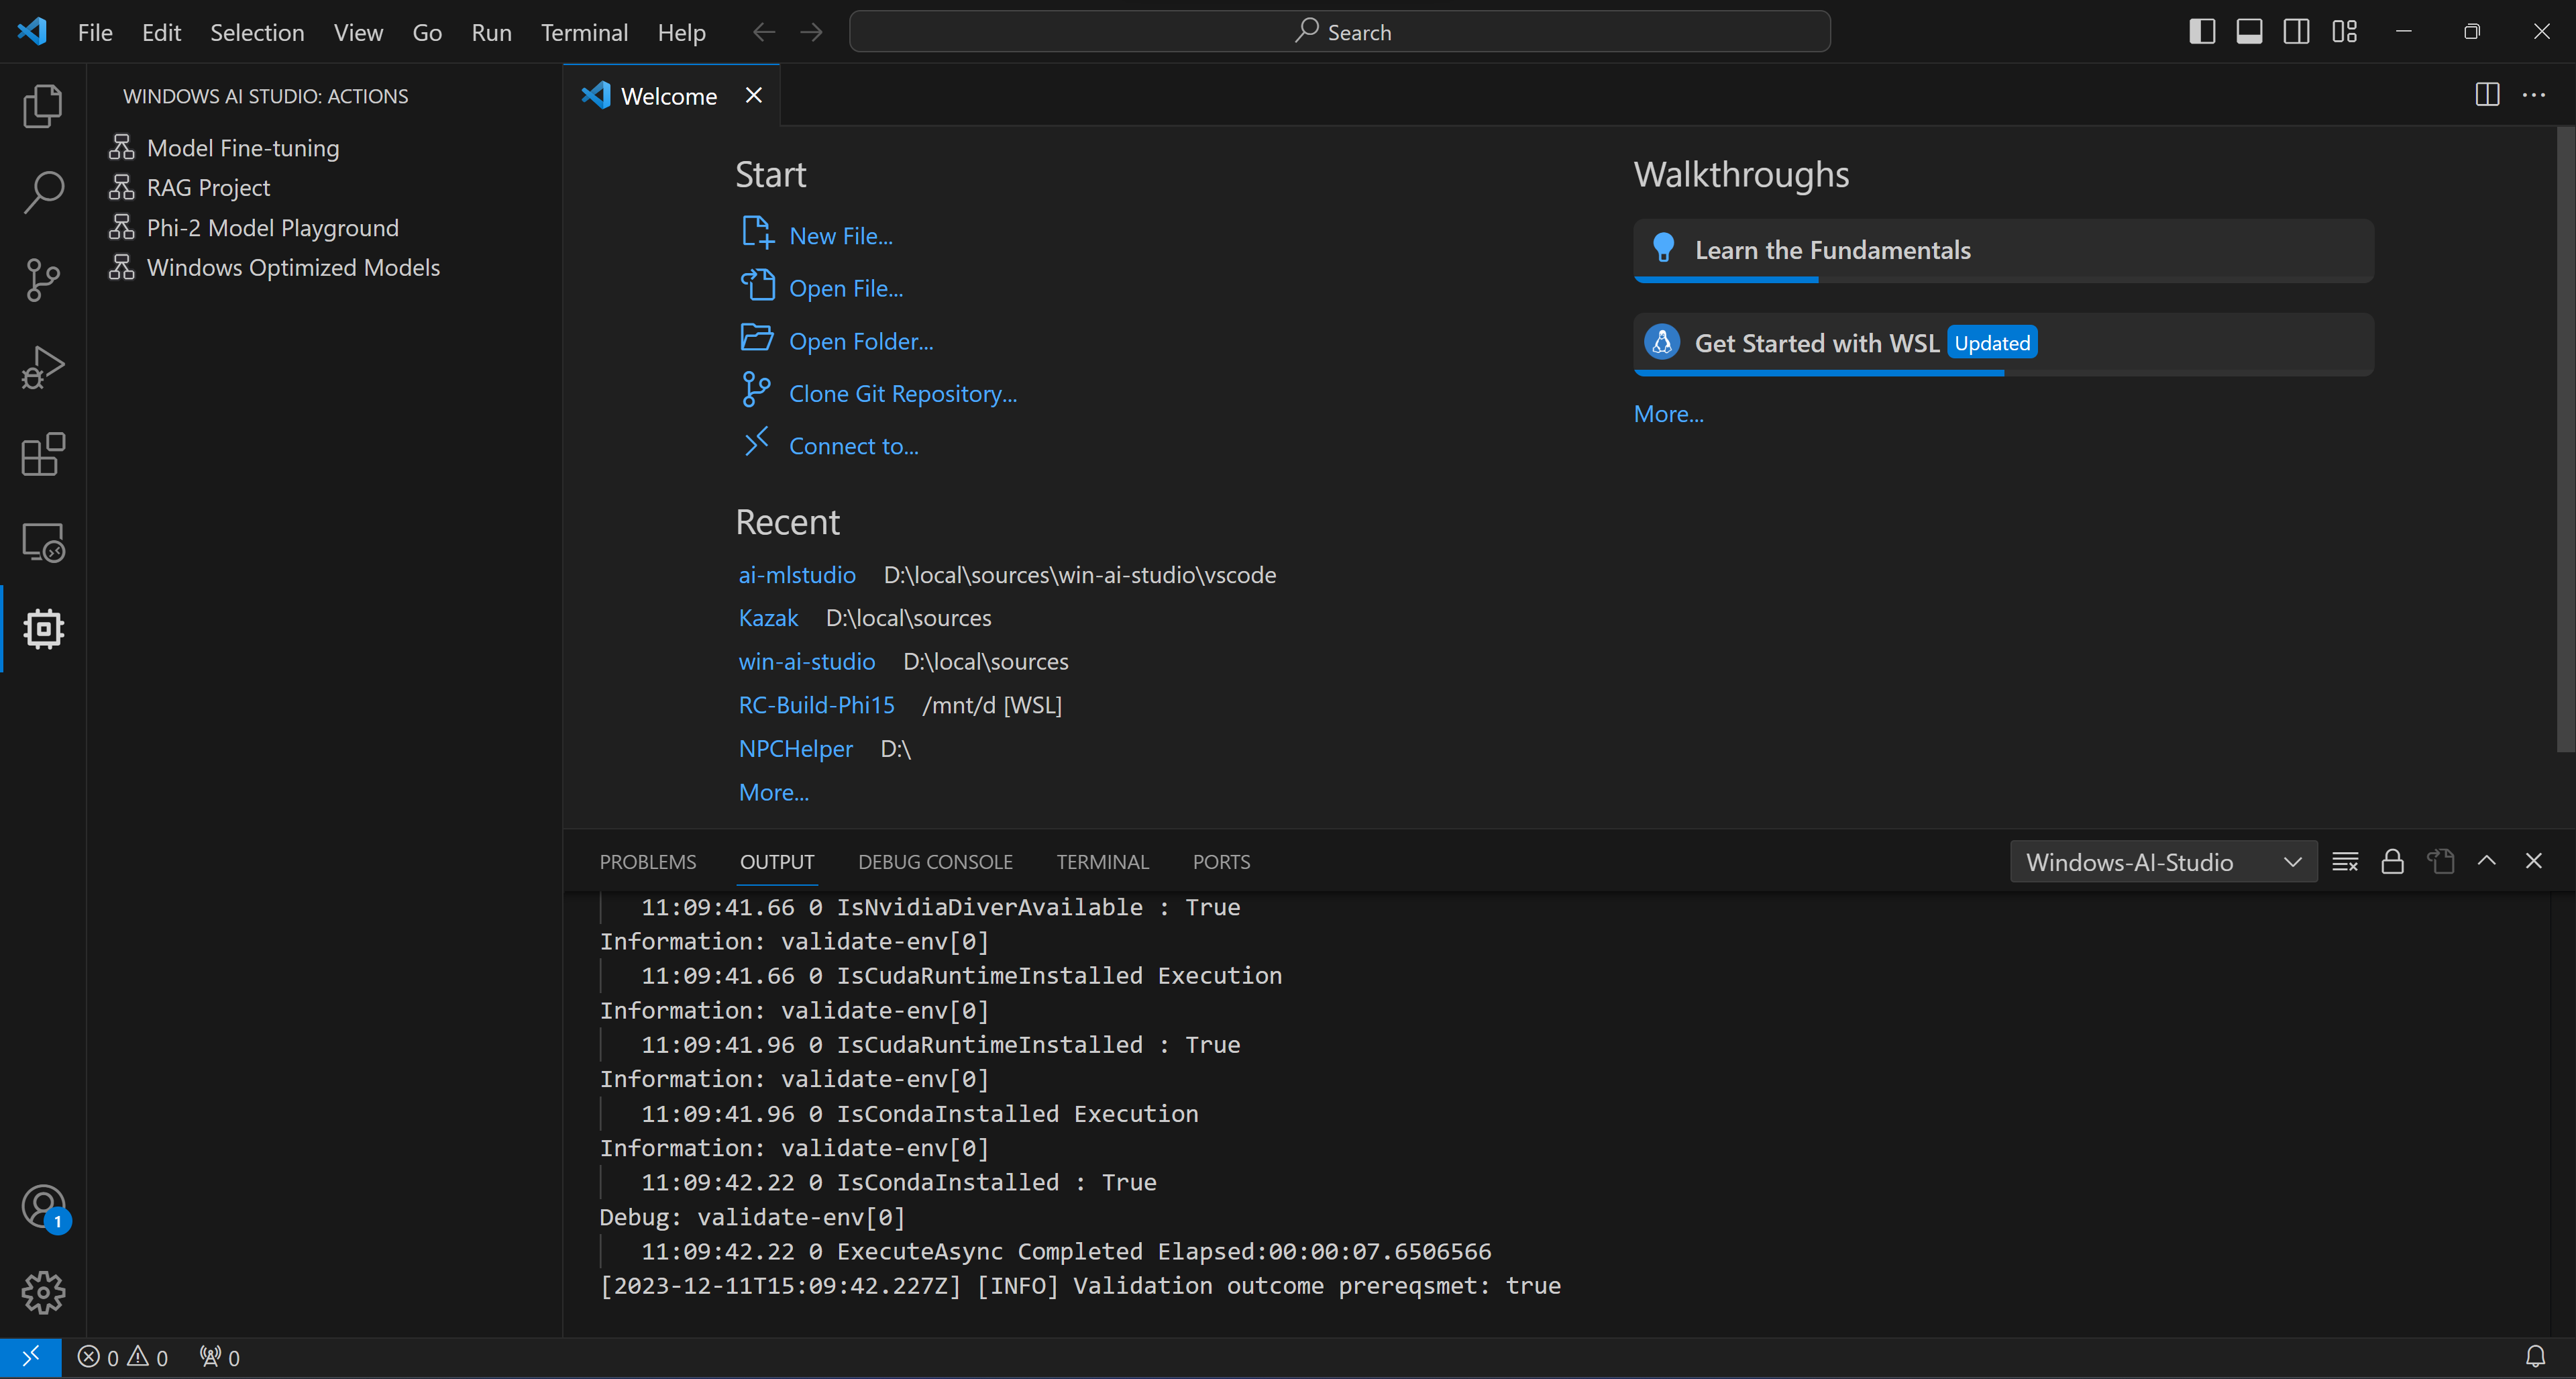 File Edit Selection View Go Run Terminal Help Search
WINDOWS AI STUDIO: ACTIONS
Model Fine-tuning
RAG Project
Phi-2 Model Playground
Windows Optimized Models
Welcome
Start
New File...
Open File...
Open Folder...
Clone Git Repository...
Connect to...
Recent
ai-mlstudio D:\local\sources\win-ai-studio\vscode
Kazak D:\local\sources
win-ai-studio D:\local\sources
RC-Build-Phi15 /mnt/d [WSL]
NPCHelper D:\
More...
Walkthroughs
Learn the Fundamentals
Get Started with WSL Updated
More...
PROBLEMS OUTPUT DEBUG CONSOLE TERMINAL PORTS Windows-AI-Studio
11:09:41.66 0 IsNvidiaDiverAvailable : True
Information: validate-env[0]
11:09:41.66 0 IsCudaRuntimeInstalled Execution
Information: validate-env[0]
11:09:41.96 0 IsCudaRuntimeInstalled : True
Information: validate-env[0]
11:09:41.96 0 IsCondaInstalled Execution
Information: validate-env[0]
11:09:42.22 0 IsCondaInstalled : True
Debug: validate-env[0]
11:09:42.22 0 ExecuteAsync Completed Elapsed:00:00:07.6506566
[2023-12-11T15:09:42.227Z] [INFO] Validation outcome prereqsmet: true
1
0 0 0